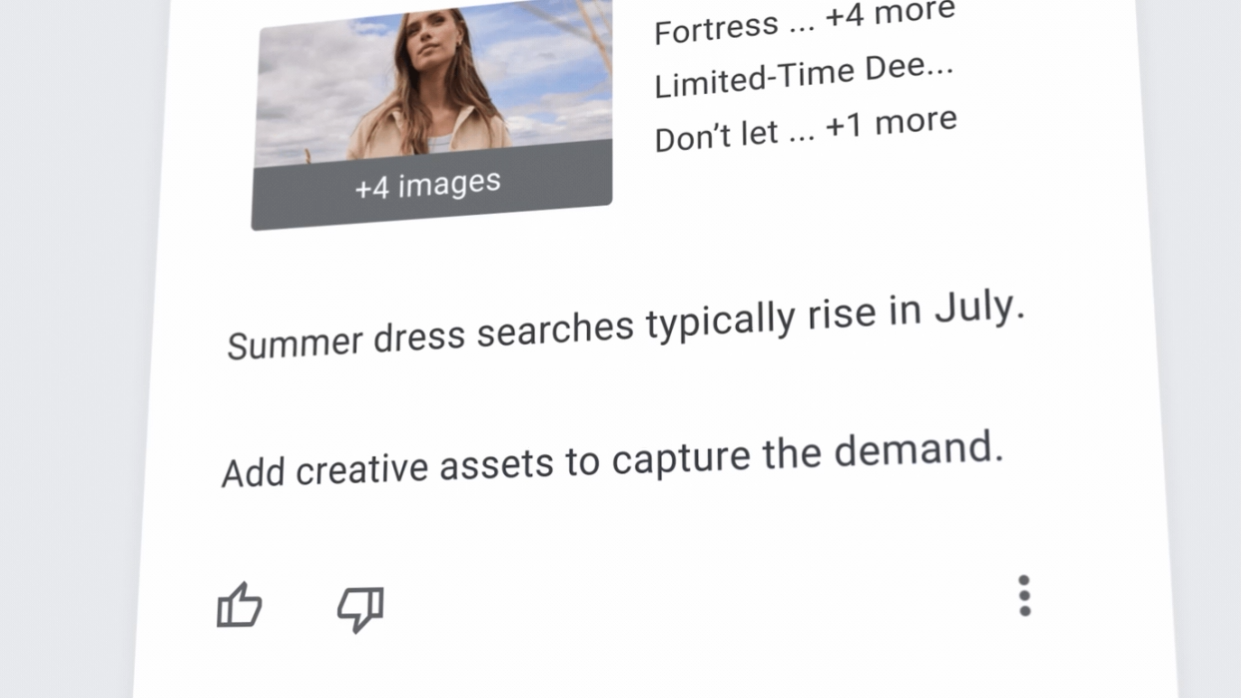 Fortress ... +4 more
Limited-Time Dee...
Don't let ... +1 more
+4 images
Summer dress searches typically rise in July.
Add creative assets to capture the demand.